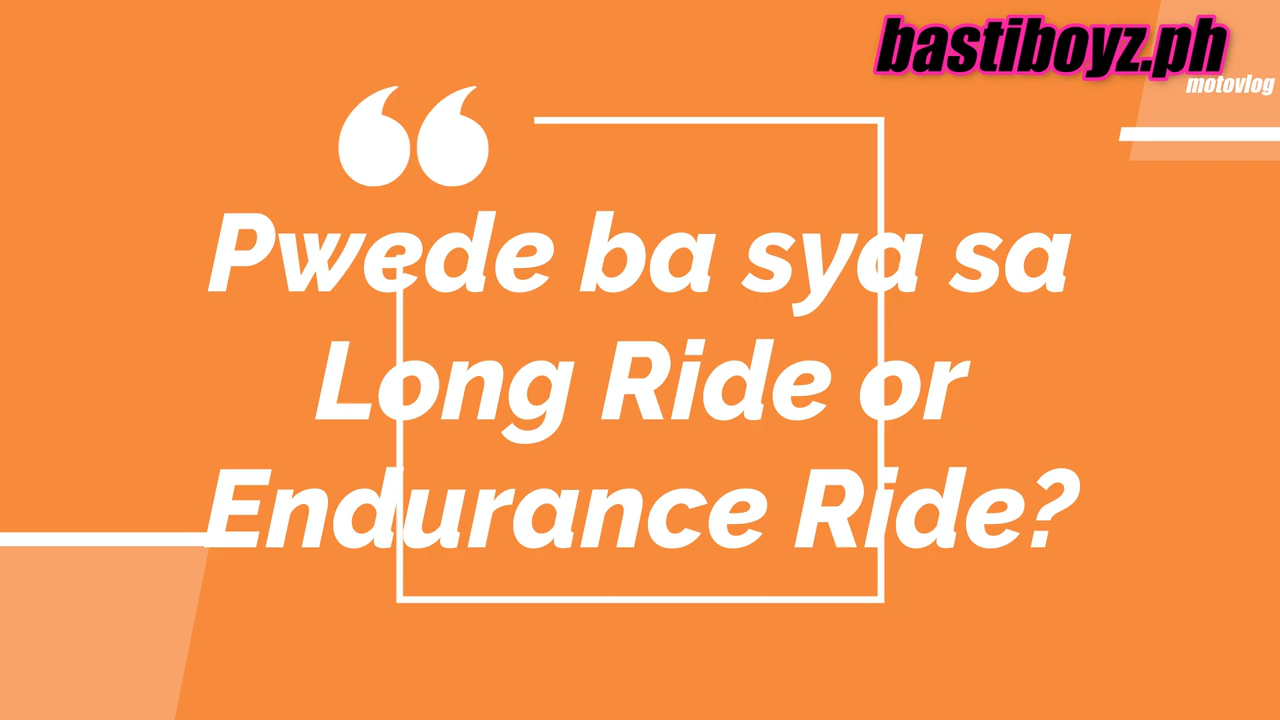 bastiboyz.ph
motovlog
Pwede ba sya sa
Long Ride or
Endurance Ride?